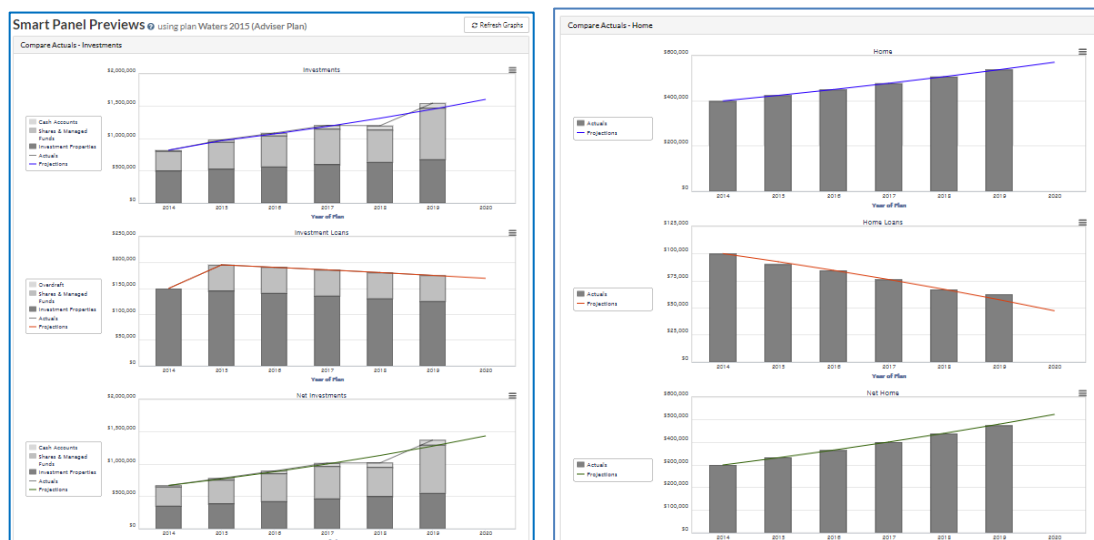 Smart Panel Previews ? using plan Waters 2015 (Adviser Plan)
Refresh Graphs
Compare Actuals - Investments
Investments
$2,000,000
$1,500,000
$1,000,000
$500,000
$0
Cash Accounts
Shares & Managed
Funds
Investment Properties
Actuals
Projections
2014 2015 2016 2017 2018 2019 2020
Year of Plan
Investment Loans
$250,000
$200,000
$150,000
$100,000
$50,000
$0
Overdraft
Shares & Managed
Funds
Investment Properties
Actuals
Projections
2014 2015 2016 2017 2018 2019 2020
Year of Plan
Net Investments
$2,000,000
$1,500,000
$1,000,000
$500,000
$0
Cash Accounts
Shares & Managed
Funds
Investment Properties
Actuals
Projections
2014 2015 2016 2017 2018 2019 2020
Compare Actuals - Home
Home
$600,000
$400,000
$200,000
$0
Actuals
Projections
2014 2015 2016 2017 2018 2019 2020
Year of Plan
Home Loans
$125,000
$100,000
$75,000
$50,000
$25,000
$0
Actuals
Projections
2014 2015 2016 2017 2018 2019 2020
Year of Plan
Net Home
$600,000
$500,000
$400,000
$300,000
$200,000
$100,000
$0
Actuals
Projections
2014 2015 2016 2017 2018 2019 2020